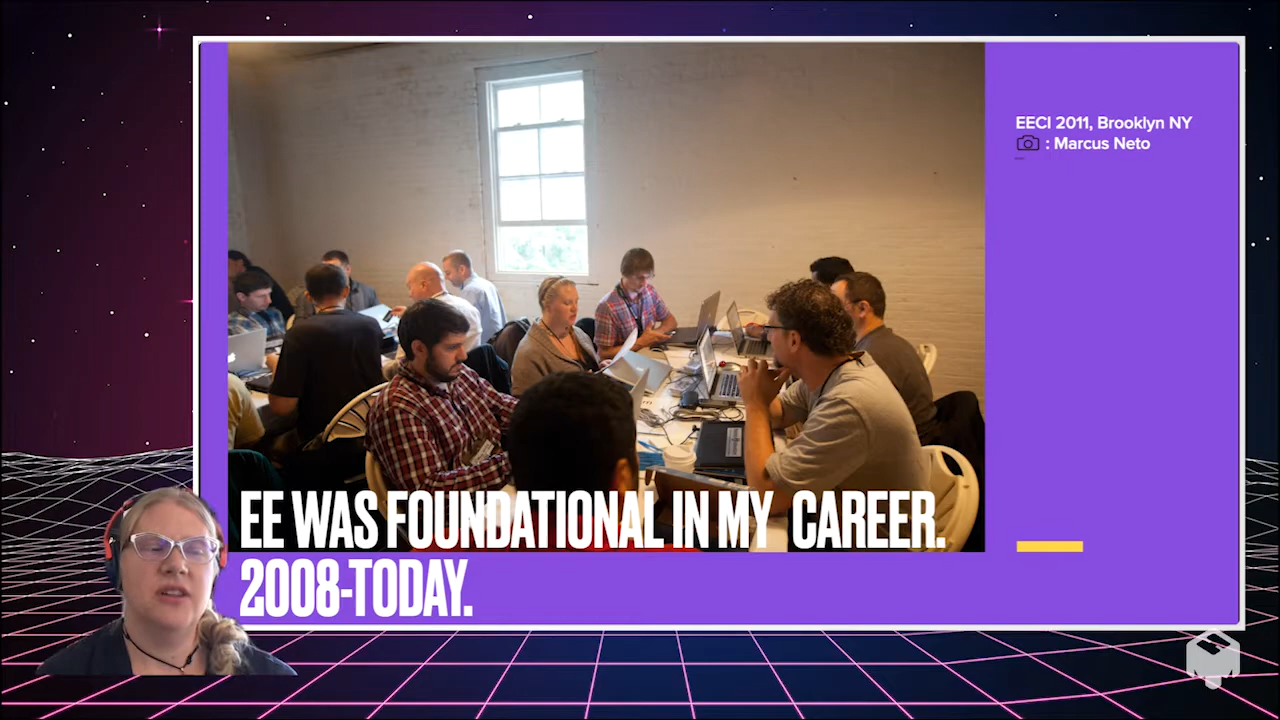 EECI 2011, Brooklyn NY
: Marcus Neto
EE WAS FOUNDATIONAL IN MY CAREER.
2008-TODAY.